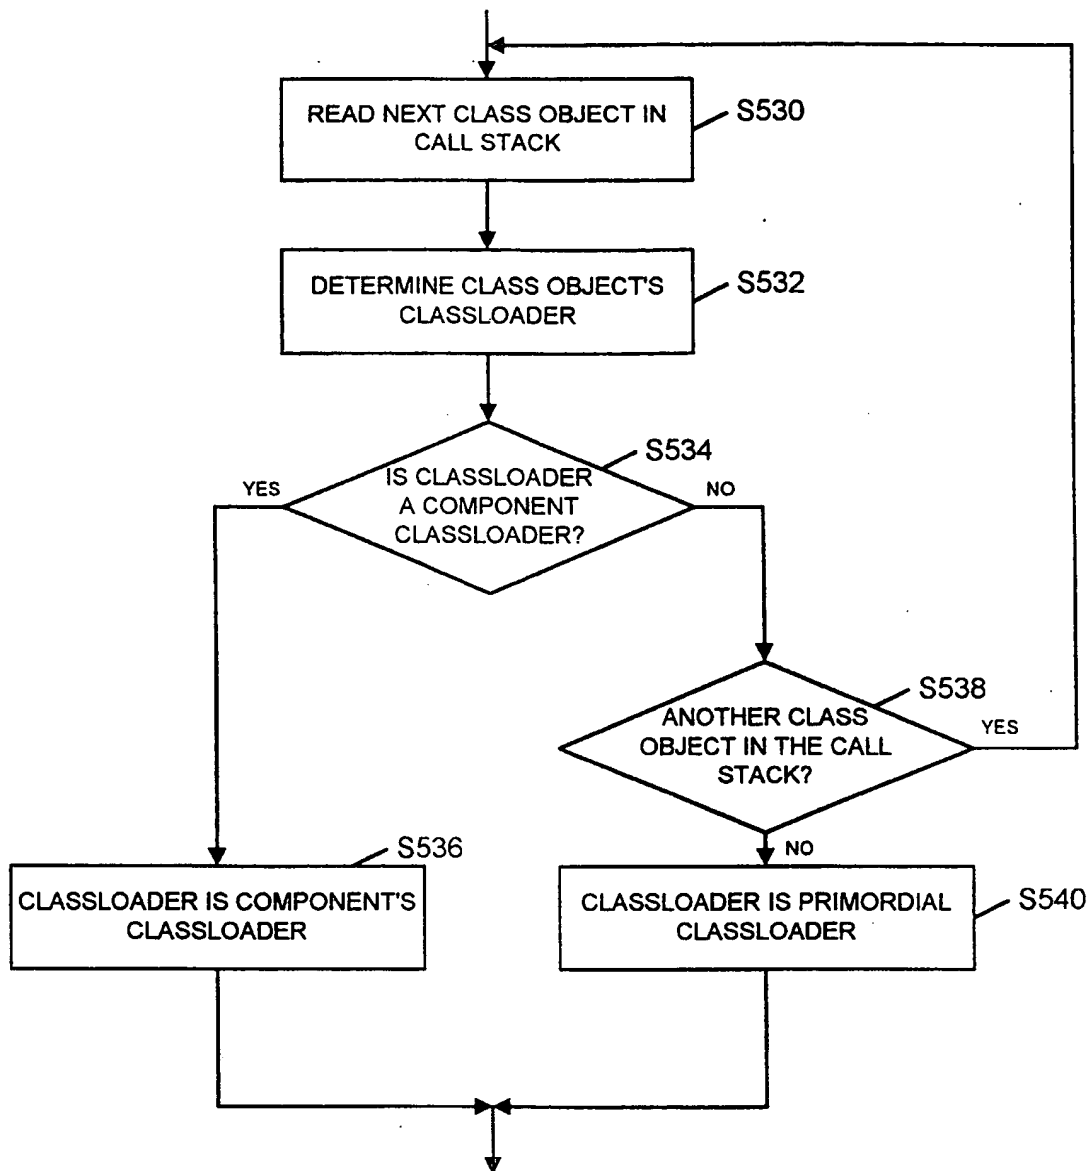 READ NEXT CLASS OBJECT IN
CALL STACK
S530
DETERMINE CLASS OBJECT'S
CLASSLOADER
S532
IS CLASSLOADER
A COMPONENT
CLASSLOADER?
S534
YES
NO
ANOTHER CLASS
OBJECT IN THE CALL
STACK?
S538
YES
NO
CLASSLOADER IS COMPONENT'S
CLASSLOADER
S536
CLASSLOADER IS PRIMORDIAL
CLASSLOADER
S540